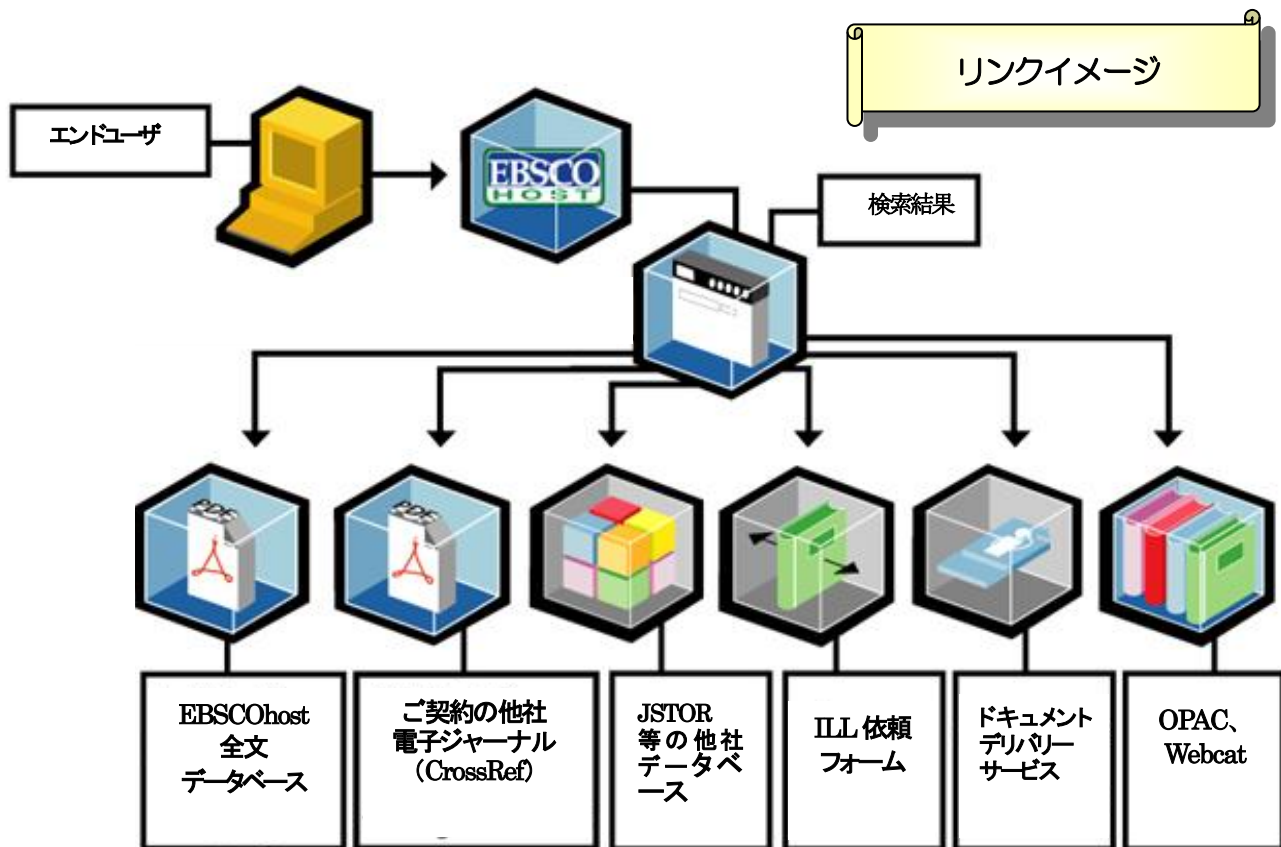 リンクイメージ
エンドユーザ
EBSCO
HOST
検索結果
PDF
PDF
EBSCOhost
全文
データベース
ご契約の他社
電子ジャーナル
（CrossRef）
JSTOR
等の他社
データベ
ース
ILL 依頼
フォーム
ドキュメント
デリバリー
サービス
OPAC、
Webcat